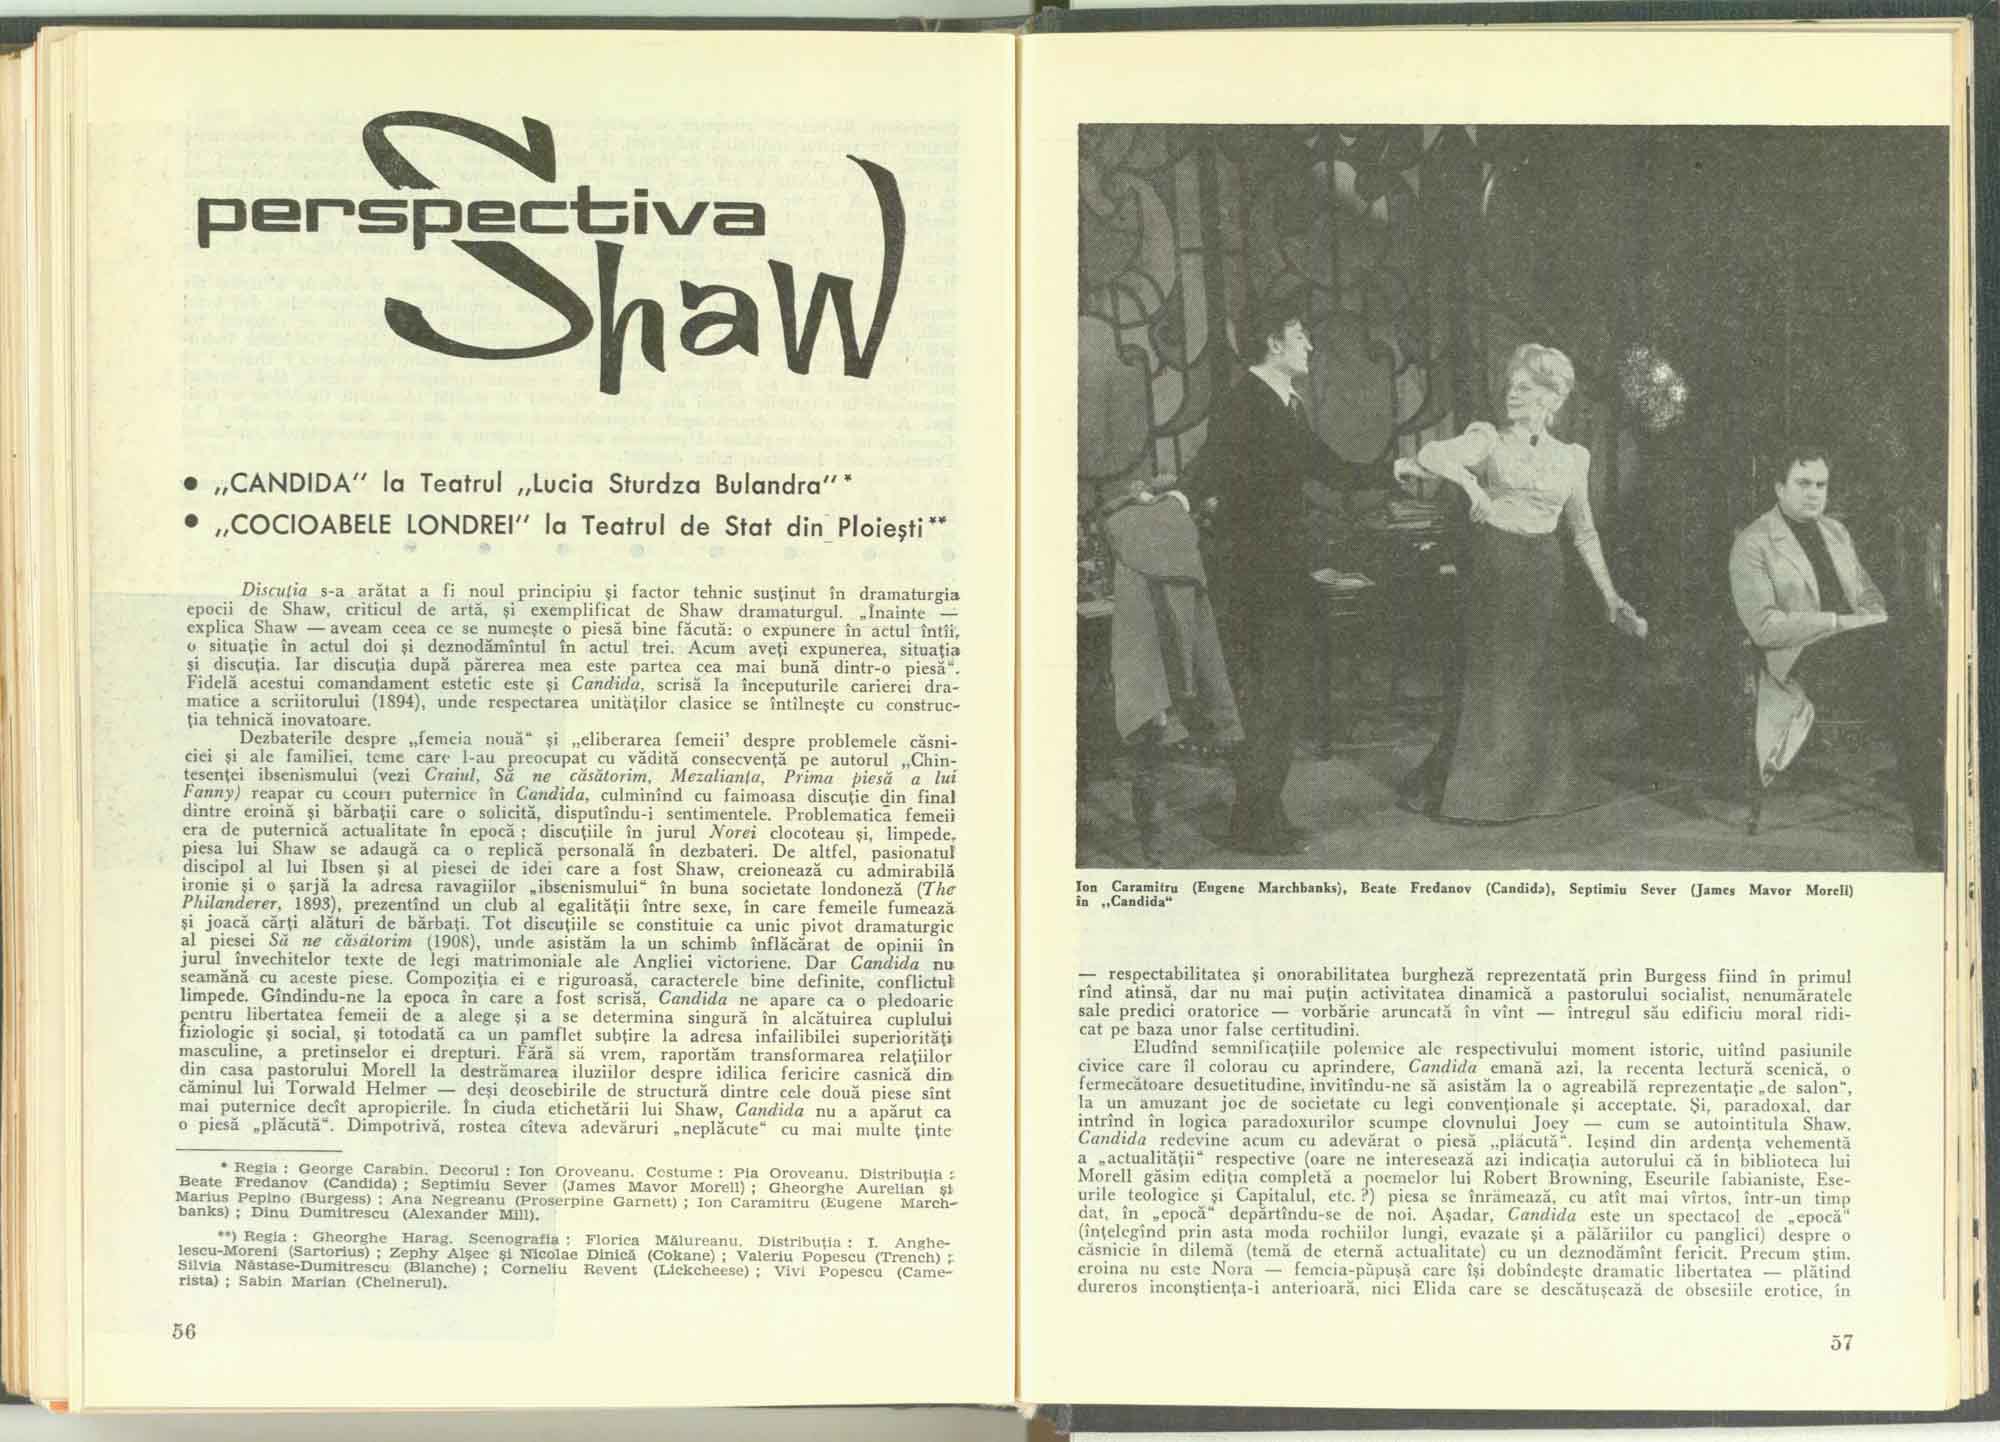 perspectiva
Shaw
● „CANDIDA" la Teatrul „Lucia Sturdza Bulandra"*
● „COCIOABELE LONDREI" la Teatrul de Stat din Ploiești**
Discuția s-a arătat a fi noul principiu și factor tehnic susținut în dramaturgia
epocii de Shaw, criticul de artă, și exemplificat de Shaw dramaturgul. „Înainte —
explica Shaw — aveam ceea ce se numește o piesă bine făcută: o expunere în actul întîi,
o situație în actul doi și deznodămîntul în actul trei. Acum aveți expunerea, situația
și discuția. Iar discuția după părerea mea este partea cea mai bună dintr-o piesă“.
Fidelă acestui comandament estetic este și Candida, scrisă la începuturile carierei dra-
matice a scriitorului (1894), unde respectarea unităților clasice se întîlnește cu construc-
ția tehnică inovatoare.
Dezbaterile despre „femeia nouă“ și „eliberarea femeii’ despre problemele căsni-
ciei și ale familiei, teme care l-au preocupat cu vădită consecvență pe autorul „Chin-
tesenței ibsenismului (vezi Craiul, Să ne căsătorim, Mezalianța, Prima piesă a lui
Fanny) reapar cu ecouri puternice în Candida, culminînd cu faimoasa discuție din final
dintre eroină și bărbații care o solicită, disputîndu-i sentimentele. Problematica femeii
era de puternică actualitate în epocă ; discuțiile în jurul Norei clocoteau și, limpede,
piesa lui Shaw se adaugă ca o replică personală în dezbateri. De altfel, pasionatul
discipol al lui Ibsen și al piesei de idei care a fost Shaw, creionează cu admirabilă
ironie și o șarjă la adresa ravagiilor „ibsenismului“ în buna societate londoneză (The
Philanderer, 1893), prezentînd un club al egalității între sexe, în care femeile fumează
și joacă cărți alături de bărbați. Tot discuțiile se constituie ca unic pivot dramaturgic
al piesei Să ne căsătorim (1908), unde asistăm la un schimb înflăcărat de opinii în
jurul învechitelor texte de legi matrimoniale ale Angliei victoriene. Dar Candida nu
seamănă cu aceste piese. Compoziția ei e riguroasă, caracterele bine definite, conflictul
limpede. Gîndindu-ne la epoca în care a fost scrisă, Candida ne apare ca o pledoarie
pentru libertatea femeii de a alege și a se determina singură în alcătuirea cuplului
fiziologic și social, și totodată ca un pamflet subțire la adresa infailibilei superiorități
masculine, a pretinselor ei drepturi. Fără să vrem, raportăm transformarea relațiilor
din casa pastorului Morell la destrămarea iluziilor despre idilica fericire casnică din
căminul lui Torwald Helmer — deși deosebirile de structură dintre cele două piese sînt
mai puternice decît apropierile. În ciuda etichetării lui Shaw, Candida nu a apărut ca
o piesă „plăcută“. Dimpotrivă, rostea cîteva adevăruri „neplăcute“ cu mai multe ținte
* Regia : George Carabin. Decorul : Ion Oroveanu. Costume : Pia Oroveanu. Distribuția :
Beate Fredanov (Candida) ; Septimiu Sever (James Mavor Morell) ; Gheorghe Aurelian și
Marius Pepino (Burgess) ; Ana Negreanu (Proserpine Garnett) ; Ion Caramitru (Eugene March-
banks) ; Dinu Dumitrescu (Alexander Mill).
**) Regia : Gheorghe Harag. Scenografia : Florica Mălureanu. Distribuția : I. Anghe-
lescu-Moreni (Sartorius) ; Zephy Alșec și Nicolae Dinică (Cokane) ; Valeriu Popescu (Trench) ;
Silvia Năstase-Dumitrescu (Blanche) ; Corneliu Revent (Lickcheese) ; Vivi Popescu (Came-
rista) ; Sabin Marian (Chelnerul).
56
Ion Caramitru (Eugene Marchbanks), Beate Fredanov (Candida), Septimiu Sever (James Mavor Morell)
în „Candida“
— respectabilitatea și onorabilitatea burgheză reprezentată prin Burgess fiind în primul
rînd atinsă, dar nu mai puțin activitatea dinamică a pastorului socialist, nenumăratele
sale predici oratorice — vorbărie aruncată în vînt — întregul său edificiu moral ridi-
cat pe baza unor false certitudini.
Eludînd semnificațiile polemice ale respectivului moment istoric, uitînd pasiunile
civice care îl colorau cu aprindere, Candida emană azi, la recenta lectură scenică, o
fermecătoare desuetitudine, invitîndu-ne să asistăm la o agreabilă reprezentație „de salon“,
la un amuzant joc de societate cu legi convenționale și acceptate. Și, paradoxal, dar
intrînd în logica paradoxurilor scumpe clovnului Joey — cum se autointitula Shaw.
Candida redevine acum cu adevărat o piesă „plăcută“. Ieșind din ardența vehementă
a „actualității“ respective (oare ne interesează azi indicația autorului că în biblioteca lui
Morell găsim ediția completă a poemelor lui Robert Browning, Eseurile fabianiste, Ese-
urile teologice și Capitalul, etc. ?) piesa se înrămează, cu atît mai vîrtos, într-un timp
dat, în „epocă“ depărtîndu-se de noi. Așadar, Candida este un spectacol de „epocă“
(înțelegînd prin asta moda rochiilor lungi, evazate și a pălăriilor cu panglici) despre o
căsnicie în dilemă (temă de eternă actualitate) cu un deznodămînt fericit. Precum știm.
eroina nu este Nora — femeia-păpușă care își dobîndește dramatic libertatea — plătind
dureros inconștiența-i anterioară, nici Elida care se descătușează de obsesiile erotice, în
57